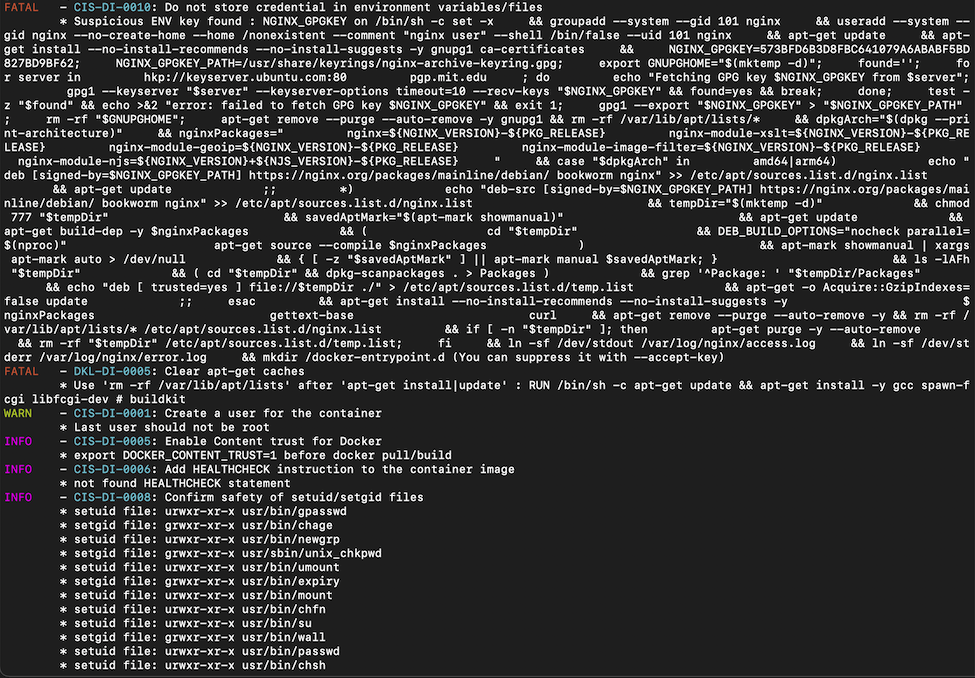 FATAL   - CIS-DI-0010: Do not store credential in environment variables/files
        * Suspicious ENV key found : NGINX_GPGKEY on /bin/sh -c set -x     && groupadd --system --gid 101 nginx     && useradd --system --
gid nginx --no-create-home --home /nonexistent --comment "nginx user" --shell /bin/false --uid 101 nginx     && apt-get update     && apt-
get install --no-install-recommends --no-install-suggests -y gnupg1 ca-certificates     &&     NGINX_GPGKEY=573BFD6B3D8FBC641079A6ABABF5BD
827BD9BF62;     NGINX_GPGKEY_PATH=/usr/share/keyrings/nginx-archive-keyring.gpg;     export GNUPGHOME="$(mktemp -d)";     found='';     fo
r server in         hkp://keyserver.ubuntu.com:80         pgp.mit.edu     ; do         echo "Fetching GPG key $NGINX_GPGKEY from $server";
         gpg1 --keyserver "$server" --keyserver-options timeout=10 --recv-keys "$NGINX_GPGKEY" && found=yes && break;     done;     test -
z "$found" && echo >&2 "error: failed to fetch GPG key $NGINX_GPGKEY" && exit 1;     gpg1 --export "$NGINX_GPGKEY" > "$NGINX_GPGKEY_PATH"
;     rm -rf "$GNUPGHOME";     apt-get remove --purge --auto-remove -y gnupg1 && rm -rf /var/lib/apt/lists/*     && dpkgArch="$(dpkg --pri
nt-architecture)"     && nginxPackages="         nginx=${NGINX_VERSION}-${PKG_RELEASE}         nginx-module-xslt=${NGINX_VERSION}-${PKG_RE
LEASE}         nginx-module-geoip=${NGINX_VERSION}-${PKG_RELEASE}         nginx-module-image-filter=${NGINX_VERSION}-${PKG_RELEASE}
  nginx-module-njs=${NGINX_VERSION}+${NJS_VERSION}-${PKG_RELEASE}     "     && case "$dpkgArch" in         amd64|arm64)             echo "
deb [signed-by=$NGINX_GPGKEY_PATH] https://nginx.org/packages/mainline/debian/ bookworm nginx" >> /etc/apt/sources.list.d/nginx.list
       && apt-get update             ;;         *)             echo "deb-src [signed-by=$NGINX_GPGKEY_PATH] https://nginx.org/packages/mai
nline/debian/ bookworm nginx" >> /etc/apt/sources.list.d/nginx.list                         && tempDir="$(mktemp -d)"             && chmod
 777 "$tempDir"                         && savedAptMark="$(apt-mark showmanual)"                         && apt-get update             &&
apt-get build-dep -y $nginxPackages             && (                 cd "$tempDir"                 && DEB_BUILD_OPTIONS="nocheck parallel=
$(nproc)"                     apt-get source --compile $nginxPackages             )                         && apt-mark showmanual | xargs
 apt-mark auto > /dev/null             && { [ -z "$savedAptMark" ] || apt-mark manual $savedAptMark; }                         && ls -lAFh
 "$tempDir"             && ( cd "$tempDir" && dpkg-scanpackages . > Packages )             && grep '^Package: ' "$tempDir/Packages"
      && echo "deb [ trusted=yes ] file://$tempDir ./" > /etc/apt/sources.list.d/temp.list             && apt-get -o Acquire::GzipIndexes=
false update             ;;     esac         && apt-get install --no-install-recommends --no-install-suggests -y                         $
nginxPackages                         gettext-base                         curl     && apt-get remove --purge --auto-remove -y && rm -rf /
var/lib/apt/lists/* /etc/apt/sources.list.d/nginx.list         && if [ -n "$tempDir" ]; then         apt-get purge -y --auto-remove
  && rm -rf "$tempDir" /etc/apt/sources.list.d/temp.list;     fi     && ln -sf /dev/stdout /var/log/nginx/access.log     && ln -sf /dev/st
derr /var/log/nginx/error.log     && mkdir /docker-entrypoint.d (You can suppress it with --accept-key)
FATAL   - DKL-DI-0005: Clear apt-get caches
        * Use 'rm -rf /var/lib/apt/lists' after 'apt-get install|update' : RUN /bin/sh -c apt-get update && apt-get install -y gcc spawn-f
cgi libfcgi-dev # buildkit
WARN    - CIS-DI-0001: Create a user for the container
        * Last user should not be root
INFO    - CIS-DI-0005: Enable Content trust for Docker
        * export DOCKER_CONTENT_TRUST=1 before docker pull/build
INFO    - CIS-DI-0006: Add HEALTHCHECK instruction to the container image
        * not found HEALTHCHECK statement
INFO    - CIS-DI-0008: Confirm safety of setuid/setgid files
        * setuid file: urwxr-xr-x usr/bin/gpasswd
        * setgid file: grwxr-xr-x usr/bin/chage
        * setuid file: urwxr-xr-x usr/bin/newgrp
        * setgid file: grwxr-xr-x usr/sbin/unix_chkpwd
        * setuid file: urwxr-xr-x usr/bin/umount
        * setgid file: grwxr-xr-x usr/bin/expiry
        * setuid file: urwxr-xr-x usr/bin/mount
        * setuid file: urwxr-xr-x usr/bin/chfn
        * setuid file: urwxr-xr-x usr/bin/su
        * setgid file: grwxr-xr-x usr/bin/wall
        * setuid file: urwxr-xr-x usr/bin/passwd
        * setuid file: urwxr-xr-x usr/bin/chsh